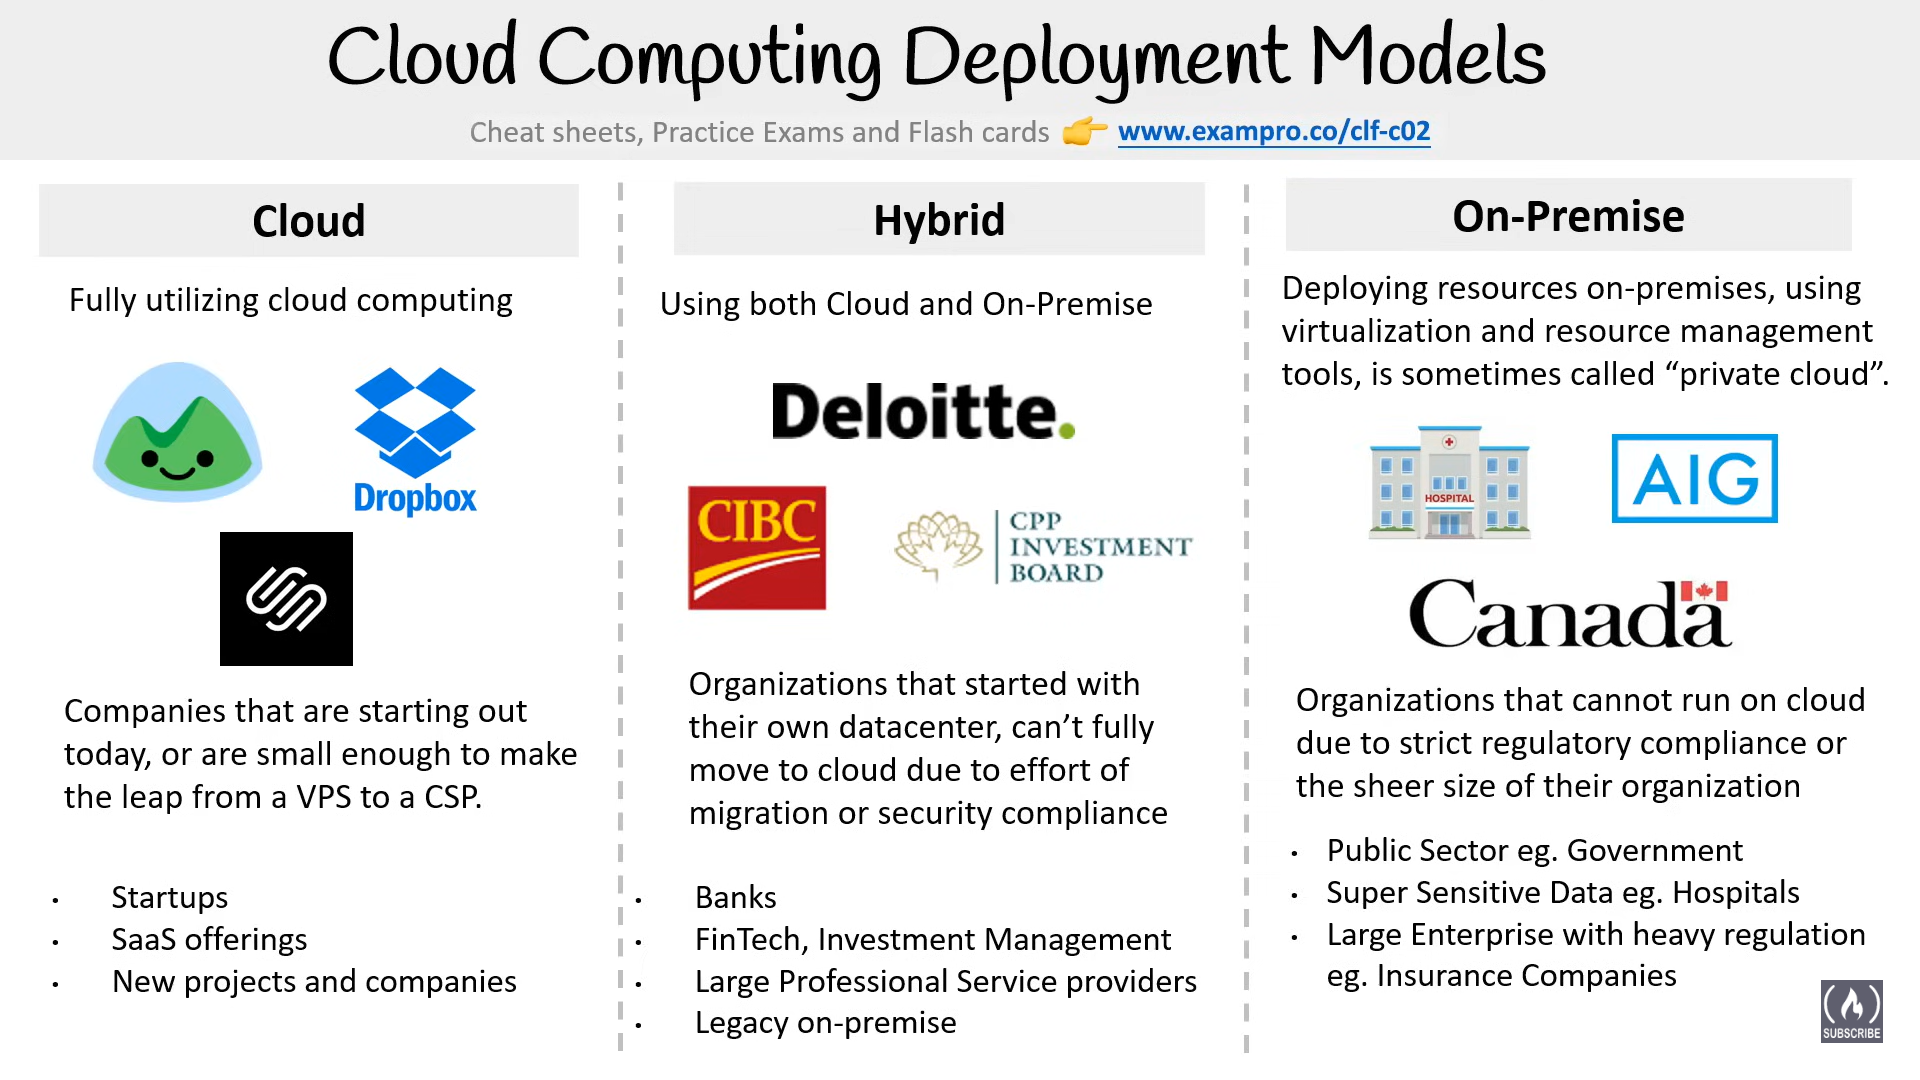 Cloud Computing Deployment Models
Cheat sheets, Practice Exams and Flash cards 👉 www.exampro.co/clf-c02
Cloud
Fully utilizing cloud computing
Dropbox
Companies that are starting out
today, or are small enough to make
the leap from a VPS to a CSP.
• Startups
• SaaS offerings
• New projects and companies
Hybrid
Using both Cloud and On-Premise
Deloitte.
CIBC
CPP
INVESTMENT
BOARD
Organizations that started with
their own datacenter, can’t fully
move to cloud due to effort of
migration or security compliance
• Banks
• FinTech, Investment Management
• Large Professional Service providers
• Legacy on-premise
On-Premise
Deploying resources on-premises, using
virtualization and resource management
tools, is sometimes called “private cloud”.
HOSPITAL
AIG
Canada
Organizations that cannot run on cloud
due to strict regulatory compliance or
the sheer size of their organization
• Public Sector eg. Government
• Super Sensitive Data eg. Hospitals
• Large Enterprise with heavy regulation
eg. Insurance Companies
SUBSCRIBE